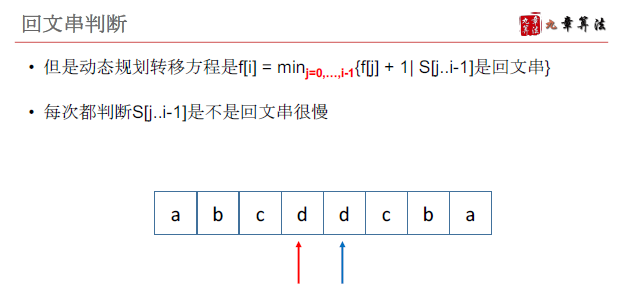 回文串判断
九章算法
• 但是动态规划转移方程是f[i] = minj=0,…,i-1{f[j] + 1| S[j..i-1]是回文串}
• 每次都判断S[j..i-1]是不是回文串很慢
a b c d d c b a